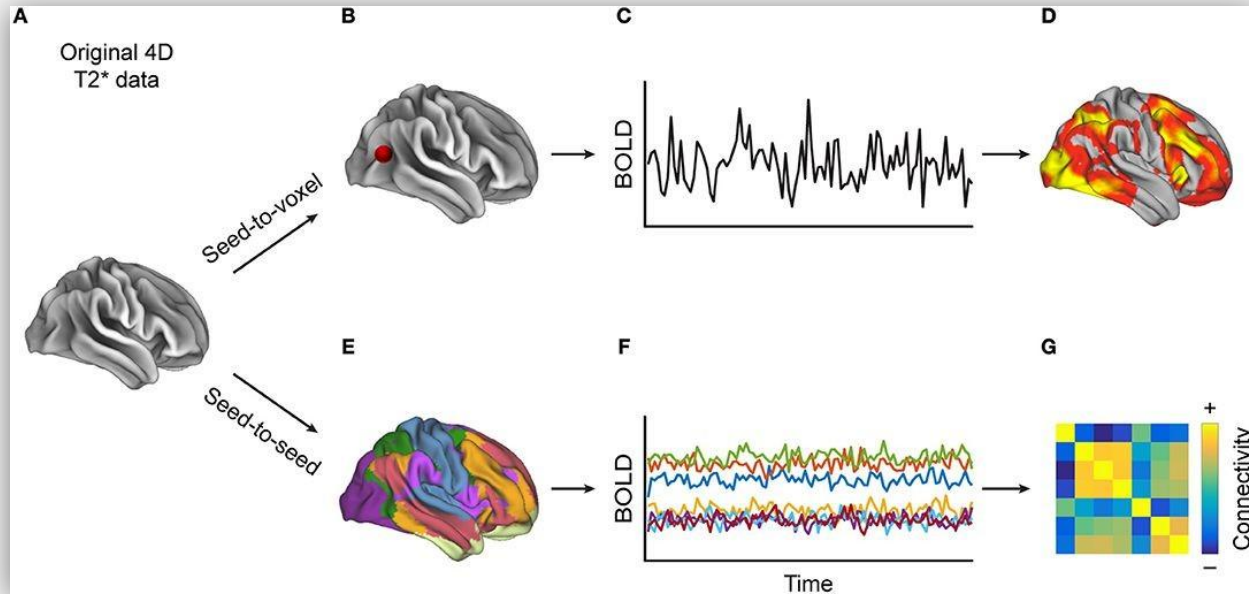 A
B
C
D
Original 4D
T2* data
Seed-to-voxel
BOLD
E
F
G
Seed-to-seed
BOLD
Time
+
Connectivity
–